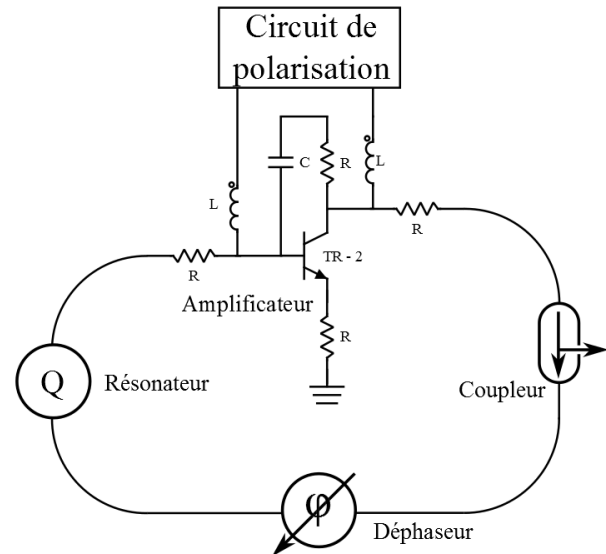 Circuit de
polarisation
C
R
L
L
R
R
TR - 2
Amplificateur
R
Q
Résonateur
Coupleur
φ
Déphaseur